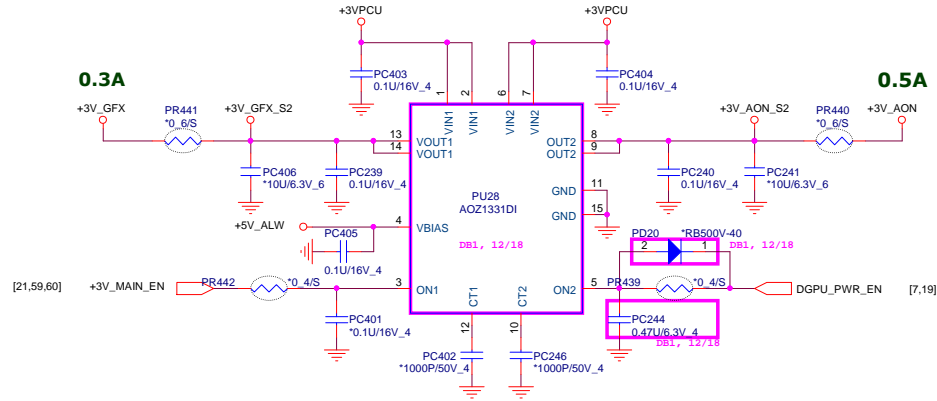 +3VPCU
+3VPCU
0.3A
0.5A
PC403
0.1U/16V_4
PC404
0.1U/16V_4
1
2
6
7
VIN1
VIN1
VIN2
VIN2
+3V_GFX
PR441
*0_6/S
+3V_GFX_S2
+3V_AON_S2
PR440
*0_6/S
+3V_AON
13
14
VOUT1
VOUT1
OUT2
OUT2
8
9
PC406
*10U/6.3V_6
PC239
0.1U/16V_4
PC240
0.1U/16V_4
PC241
*10U/6.3V_6
PU28
AOZ1331DI
GND
11
GND
15
+5V_ALW
4
VBIAS
PC405
0.1U/16V_4
DB1, 12/18
PD20
*RB500V-40
2
1
DB1, 12/18
[21,59,60]
+3V_MAIN_EN
PR442
*0_4/S
3
ON1
ON2
5
PR439
*0_4/S
DGPU_PWR_EN
[7,19]
CT1
CT2
PC401
*0.1U/16V_4
PC244
0.47U/6.3V_4
DB1, 12/18
12
10
PC402
*1000P/50V_4
PC246
*1000P/50V_4